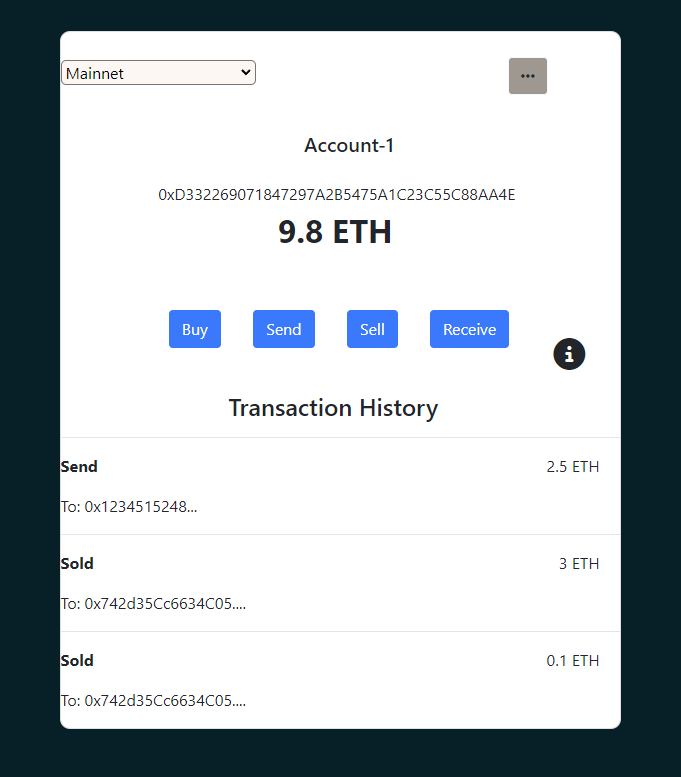 Mainnet
...
Account-1
0xD332269071847297A2B5475A1C23C55C88AA4E
9.8 ETH
Buy Send Sell Receive
Transaction History
Send 2.5 ETH
To: 0x1234515248...
Sold 3 ETH
To: 0x742d35Cc6634C05....
Sold 0.1 ETH
To: 0x742d35Cc6634C05....